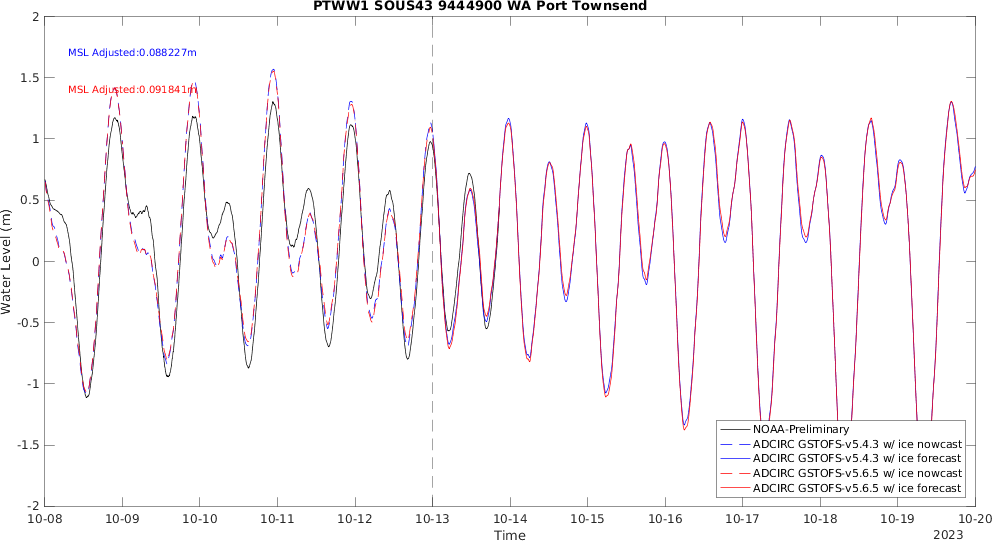 PTWW1 SOUS43 9444900 WA Port Townsend
2
1.5
1
0.5
0
-0.5
-1
-1.5
-2
Water Level (m)
MSL Adjusted:0.088227m
MSL Adjusted:0.091841m
NOAA-Preliminary
ADCIRC GSTOFS-v5.4.3 w/ ice nowcast
ADCIRC GSTOFS-v5.4.3 w/ ice forecast
ADCIRC GSTOFS-v5.6.5 w/ ice nowcast
ADCIRC GSTOFS-v5.6.5 w/ ice forecast
10-08 10-09 10-10 10-11 10-12 10-13 10-14 10-15 10-16 10-17 10-18 10-19 10-20
Time
2023